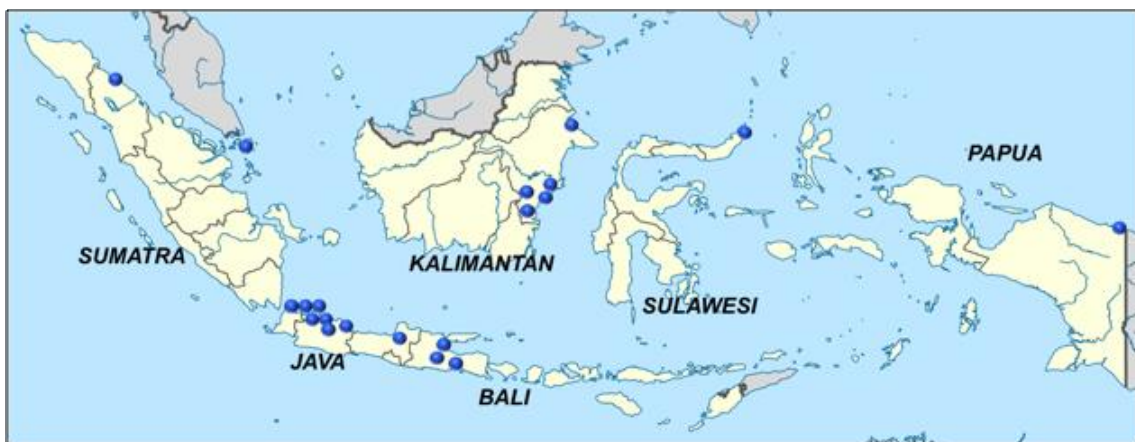 PAPUA
SUMATRA
KALIMANTAN
SULAWESI
JAVA
BALI